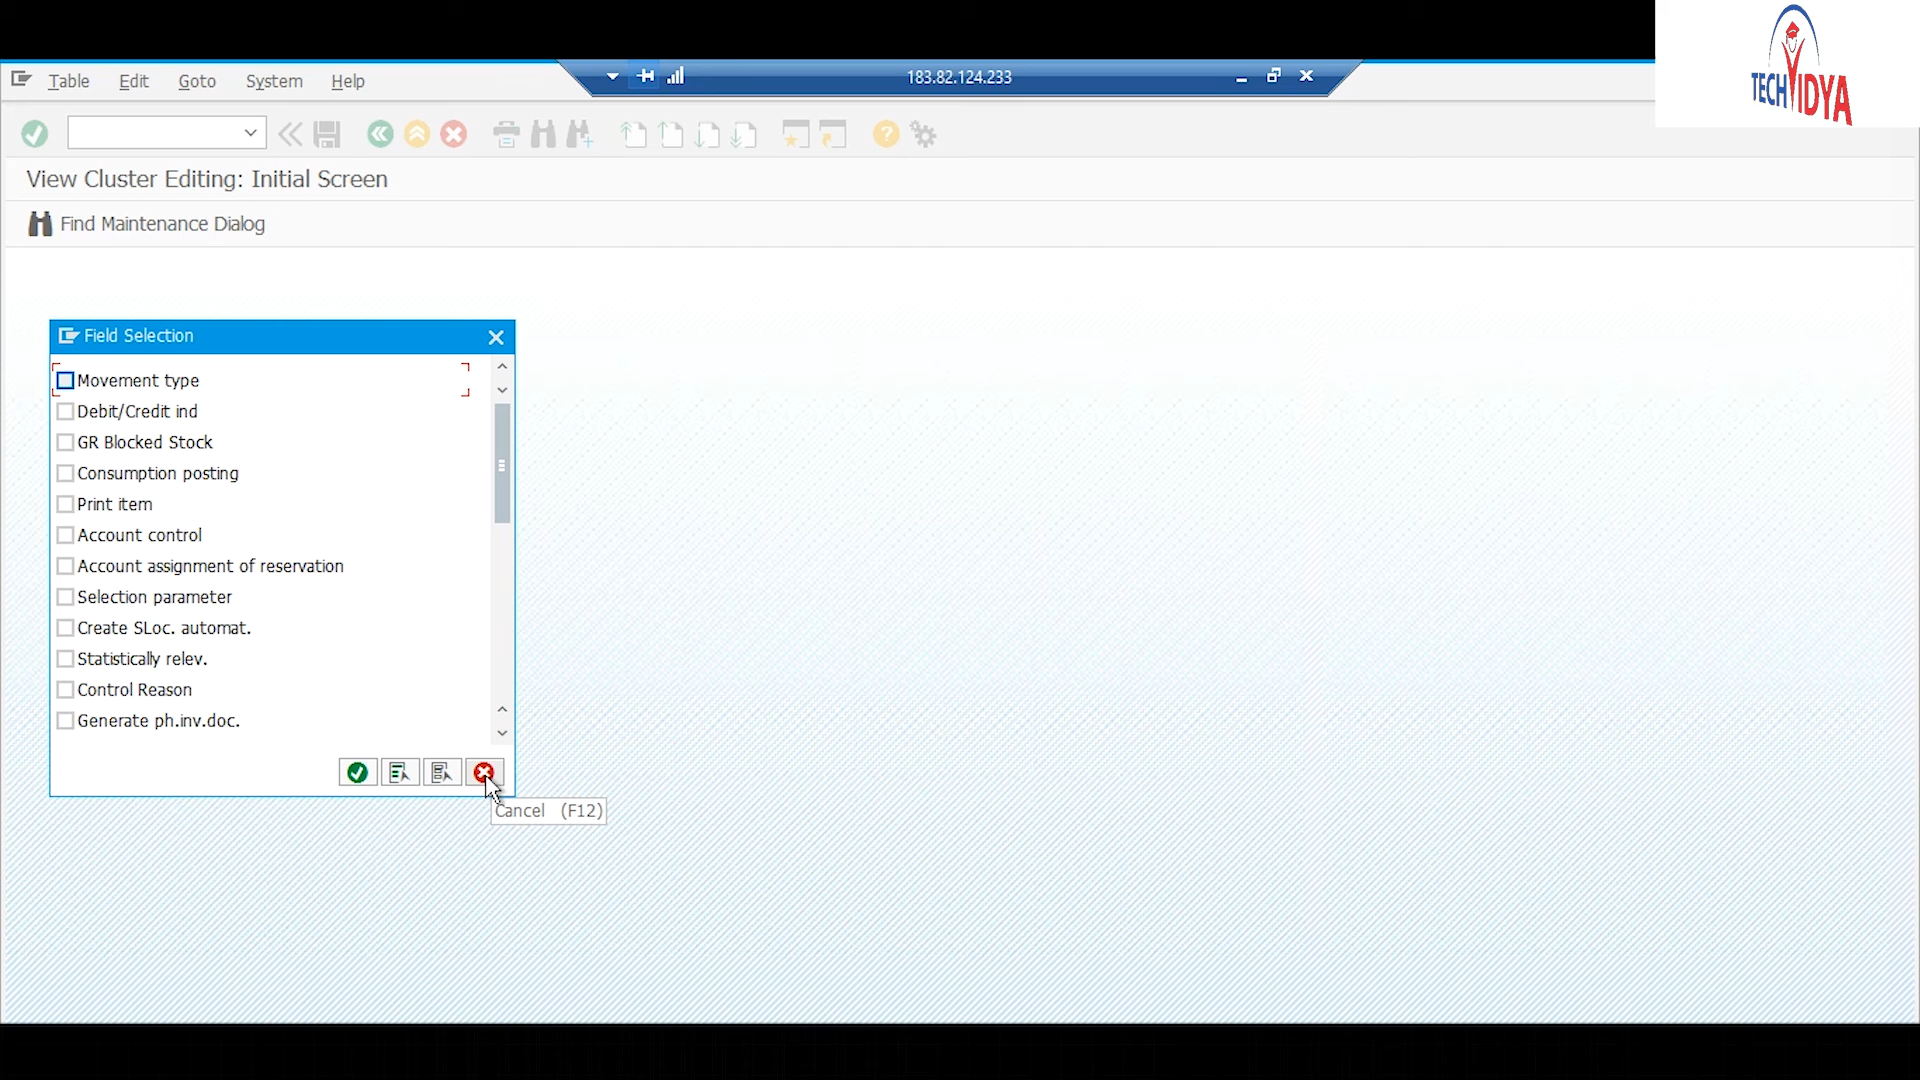 TECH VIDYA
Table Edit Goto System Help
183.82.124.233
View Cluster Editing: Initial Screen
Find Maintenance Dialog
Field Selection
Movement type
Debit/Credit ind
GR Blocked Stock
Consumption posting
Print item
Account control
Account assignment of reservation
Selection parameter
Create SLoc. automat.
Statistically relev.
Control Reason
Generate ph.inv.doc.
Cancel (F12)